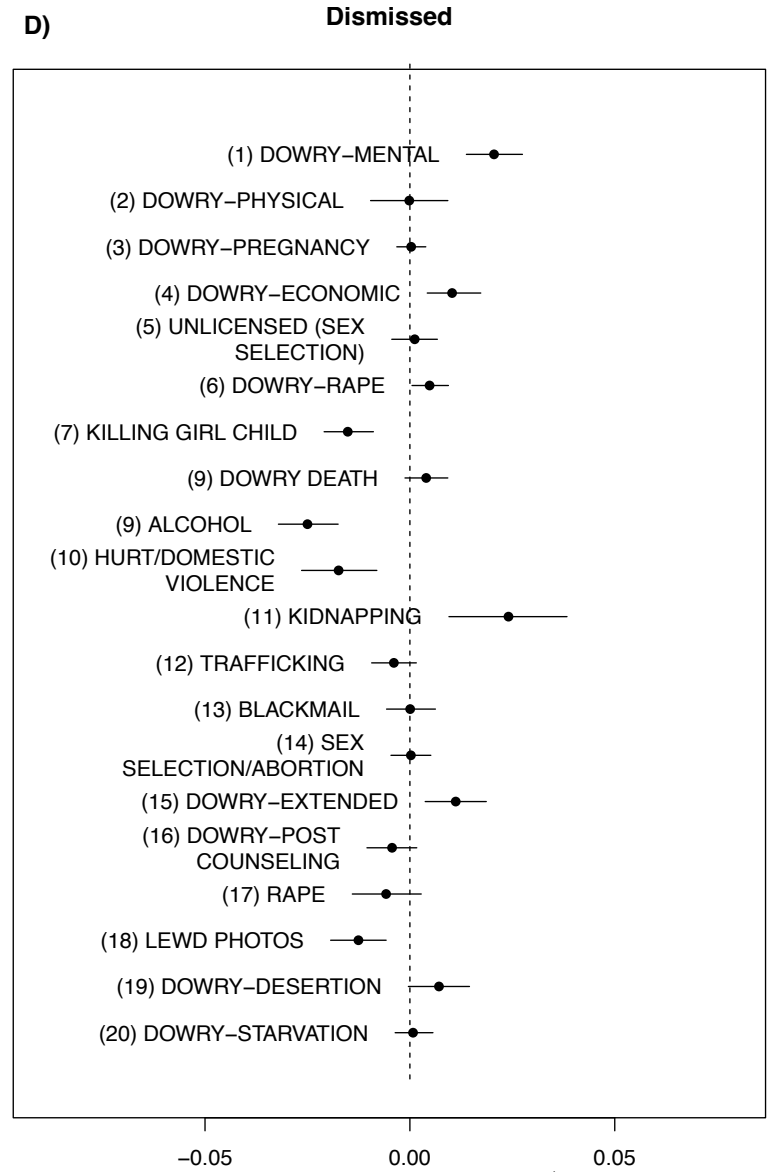 D)
Dismissed
(1) DOWRY−MENTAL
(2) DOWRY−PHYSICAL
(3) DOWRY−PREGNANCY
(4) DOWRY−ECONOMIC
(5) UNLICENSED (SEX
SELECTION)
(6) DOWRY−RAPE
(7) KILLING GIRL CHILD
(9) DOWRY DEATH
(9) ALCOHOL
(10) HURT/DOMESTIC
VIOLENCE
(11) KIDNAPPING
(12) TRAFFICKING
(13) BLACKMAIL
(14) SEX
SELECTION/ABORTION
(15) DOWRY−EXTENDED
(16) DOWRY−POST
COUNSELING
(17) RAPE
(18) LEWD PHOTOS
(19) DOWRY−DESERTION
(20) DOWRY−STARVATION
−0.05 0.00 0.05